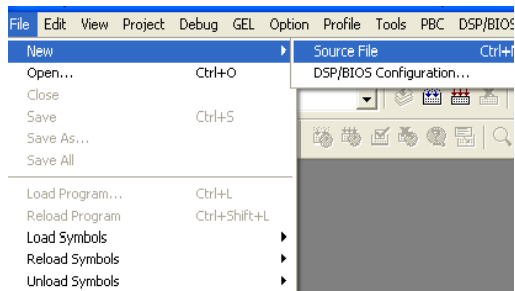 File Edit View Project Debug GEL Option Profile Tools PBC DSP/BIOS
New Source File Ctrl+N
Open... Ctrl+O DSP/BIOS Configuration...
Close
Save Ctrl+S
Save As...
Save All
Load Program... Ctrl+L
Reload Program Ctrl+Shift+L
Load Symbols
Reload Symbols
Unload Symbols